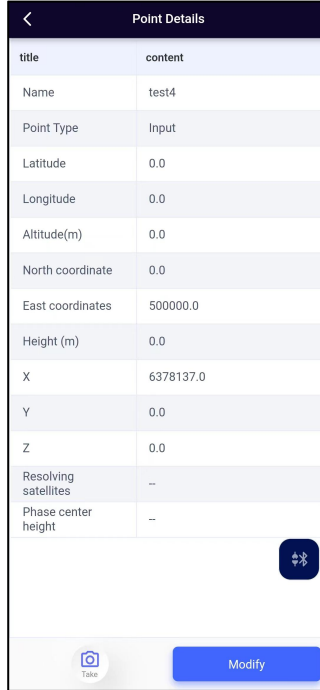 Point Details
title content
Name test4
Point Type Input
Latitude 0.0
Longitude 0.0
Altitude(m) 0.0
North coordinate 0.0
East coordinates 500000.0
Height (m) 0.0
X 6378137.0
Y 0.0
Z 0.0
Resolving
satellites --
Phase center
height --
Take
Modify